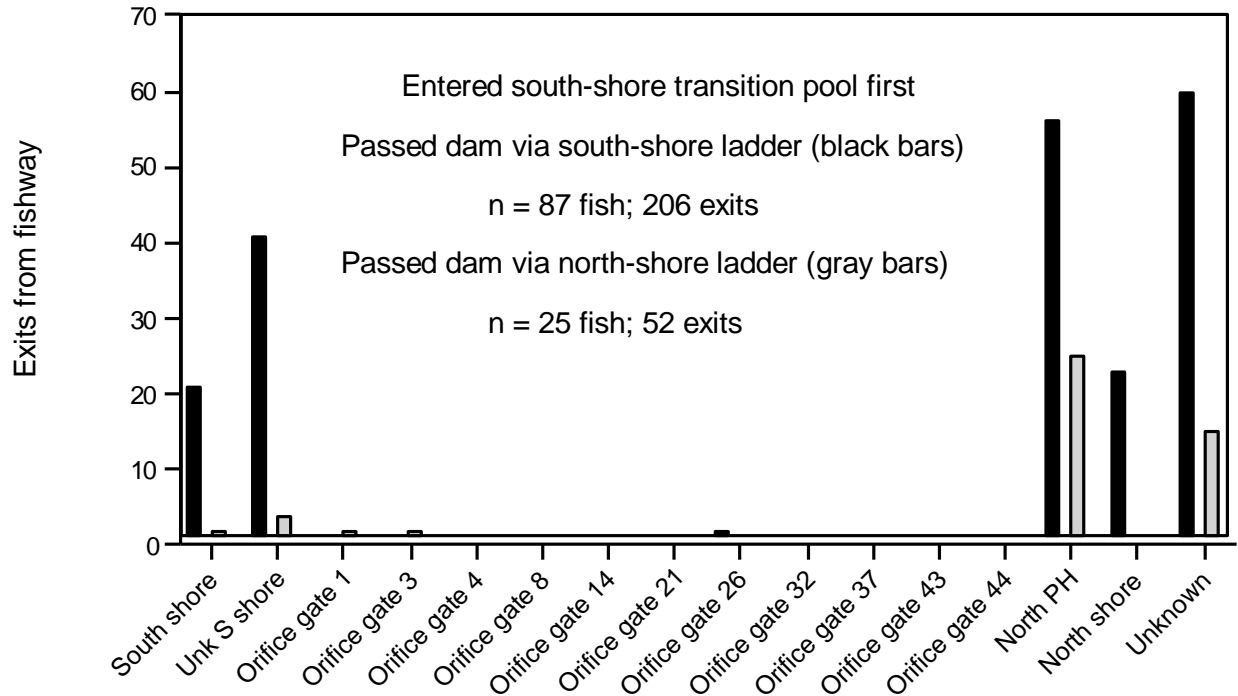 70
60
50
40
30
20
10
0
Exits from fishway
Entered south-shore transition pool first
Passed dam via south-shore ladder (black bars)
n = 87 fish; 206 exits
Passed dam via north-shore ladder (gray bars)
n = 25 fish; 52 exits
South shore
Unk S shore
Orifice gate 1
Orifice gate 3
Orifice gate 4
Orifice gate 8
Orifice gate 14
Orifice gate 21
Orifice gate 26
Orifice gate 32
Orifice gate 37
Orifice gate 43
Orifice gate 44
North PH
North shore
Unknown